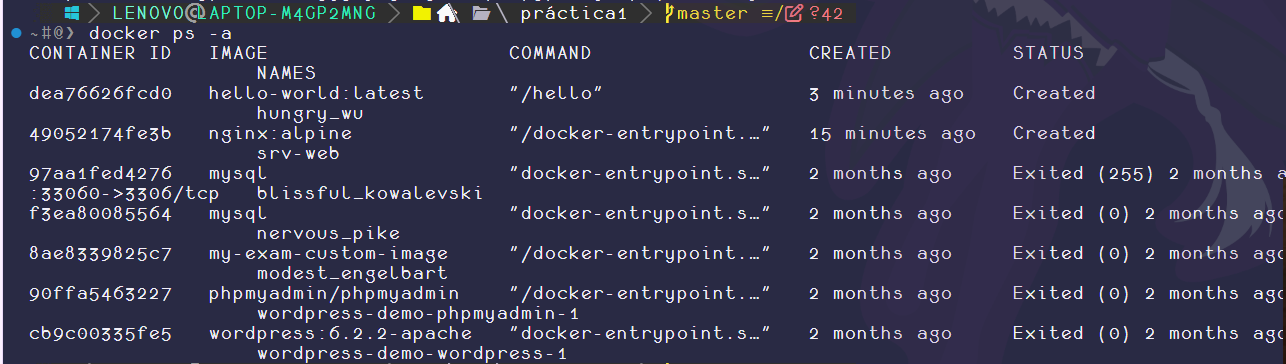 LENOVO@LAPTOP-M4GP2MNG \ \ práctica1 master ≡/ ?42
~#@❯ docker ps -a
CONTAINER ID IMAGE COMMAND CREATED STATUS
NAMES
dea76626fcd0 hello-world:latest "/hello" 3 minutes ago Created
hungry_wu
49052174fe3b nginx:alpine "/docker-entrypoint.…" 15 minutes ago Created
srv-web
97aa1fed4276 mysql "docker-entrypoint.s…" 2 months ago Exited (255) 2 months a
:33060->3306/tcp blissful_kowalevski
f3ea80085564 mysql "docker-entrypoint.s…" 2 months ago Exited (0) 2 months ago
nervous_pike
8ae8339825c7 my-exam-custom-image "/docker-entrypoint.…" 2 months ago Exited (0) 2 months ago
modest_engelbart
90ffa5463227 phpmyadmin/phpmyadmin "/docker-entrypoint.…" 2 months ago Exited (0) 2 months ago
wordpress-demo-phpmyadmin-1
cb9c00335fe5 wordpress:6.2.2-apache "docker-entrypoint.s…" 2 months ago Exited (0) 2 months ago
wordpress-demo-wordpress-1